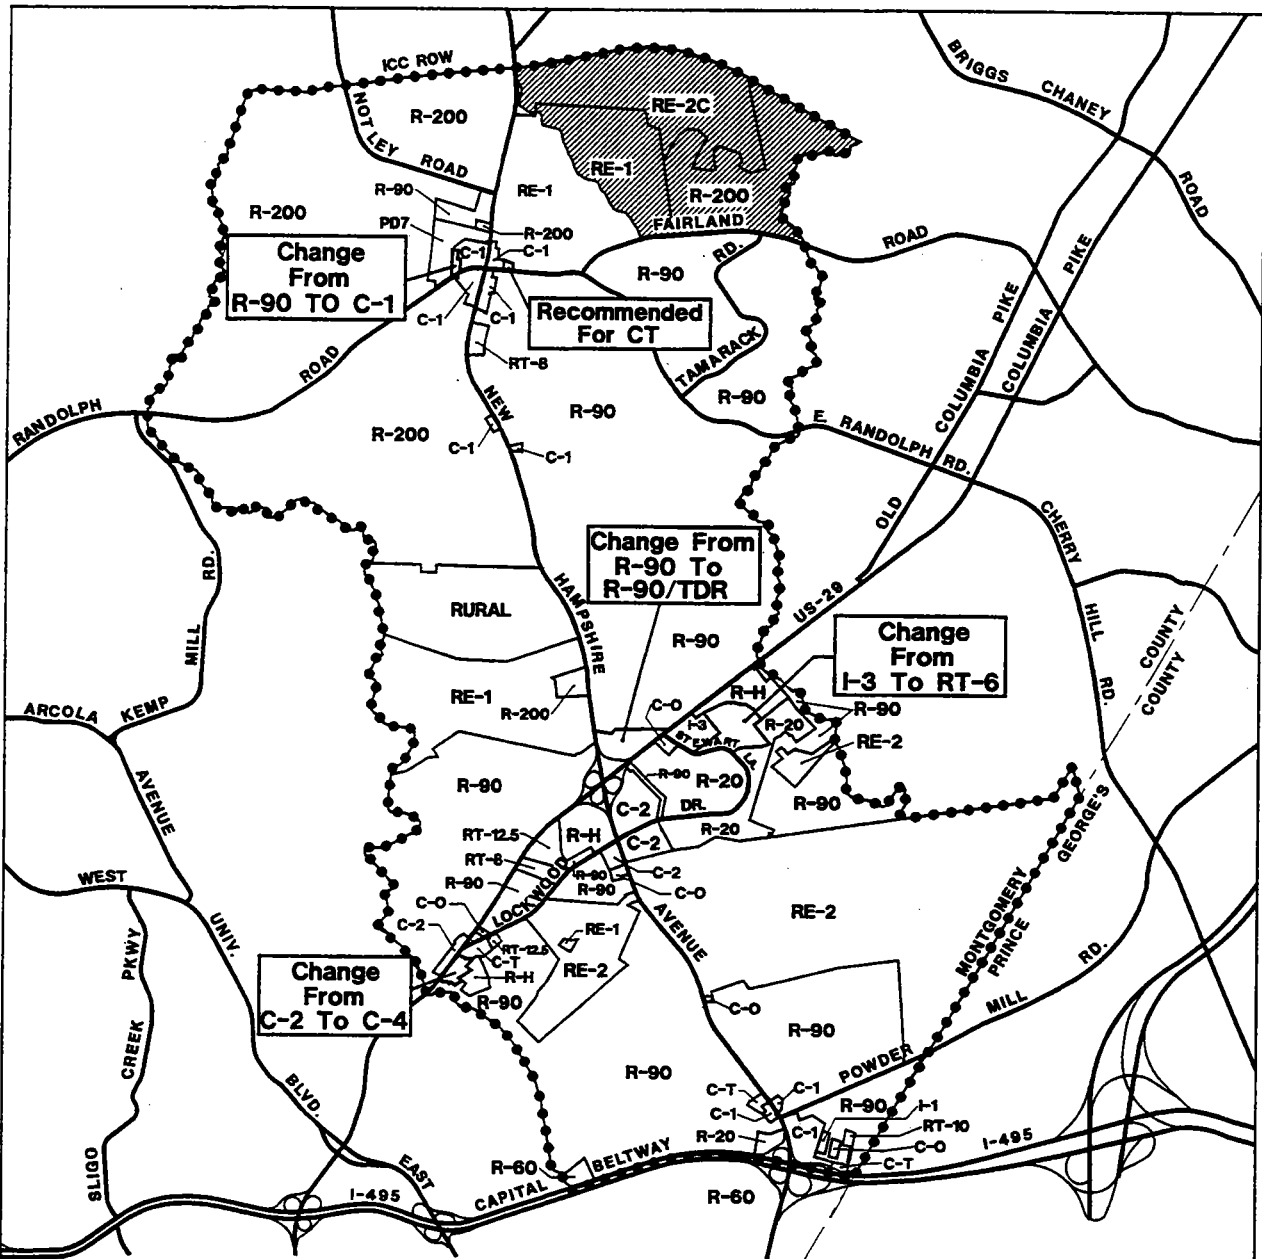 BRIGGS CHANEY ROAD
ICC ROW
NOTLEY ROAD
R-200
RE-2C
RE-1
R-90
RE-1
R-200
R-200
FAIRLAND ROAD
PD7
R-200
Change
From
R-90 TO C-1
C-1
C-1
R-90
RD.
TAMARACK
C-1
C-1
Recommended
For CT
RT-8
COLUMBIA PIKE
COLUMBIA PIKE
OLD
RANDOLPH ROAD
R-200
NEW
R-90
R-90
E. RANDOLPH RD.
C-1
C-1
CHERRY HILL RD.
Change From
R-90 To
R-90/TDR
HAMPSHIRE
US-29
RURAL
R-90
Change
From
I-3 To RT-6
COUNTY
COUNTY
MILL RD.
KEMP
ARCOLA
AVENUE
RE-1
R-200
C-O
R-H
I-3
R-20
R-90
RE-2
STEWART LA.
R-90
R-90
R-20
R-90
C-2
DR.
RT-12.5
R-H
C-2
R-20
RT-8
R-90
R-90
C-2
R-90
LOCKWOOD
C-O
C-O
WEST
UNIV.
C-2
RT-12.5
RE-1
AVENUE
RE-2
MONTGOMERY
PRINCE GEORGE'S
C-T
RE-2
R-H
Change
From
C-2 To C-4
R-90
C-O
R-90
MILL RD.
POWDER
PKWY
CREEK
SLIGO
BLVD.
EAST
R-90
C-T
C-1
C-1
R-90
I-1
R-20
C-1
RT-10
C-O
C-T
I-495
R-60
BELTWAY
CAPITAL
I-495
R-60